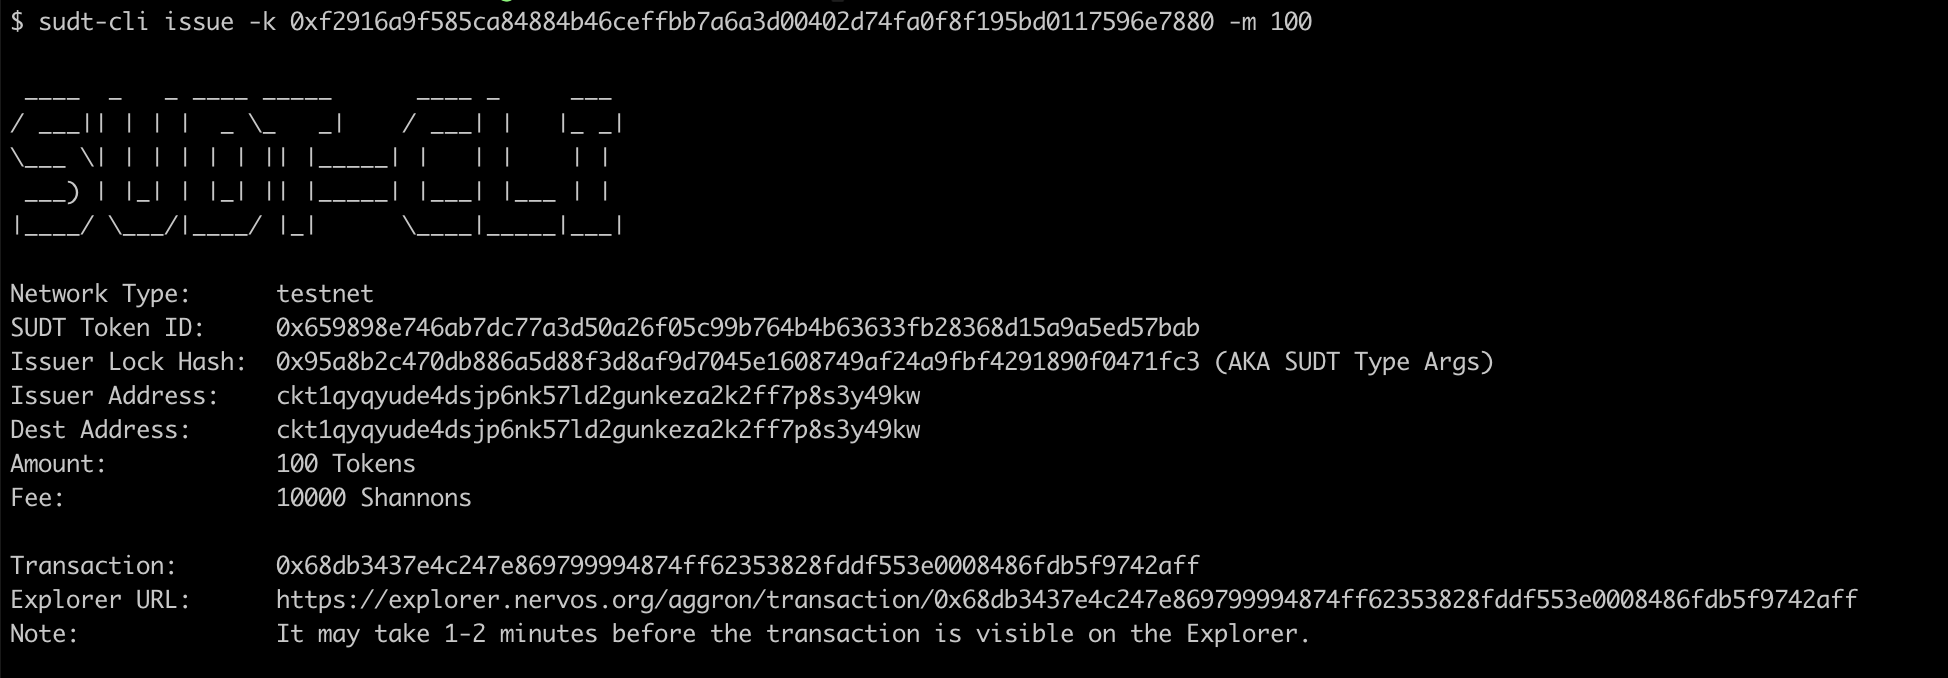 $ sudt-cli issue -k 0xf2916a9f585ca84884b46ceffbb7a6a3d00402d74fa0f8f195bd0117596e7880 -m 100
SUDT-CLI
Network Type: testnet
SUDT Token ID: 0x659898e746ab7dc77a3d50a26f05c99b764b4b63633fb28368d15a9a5ed57bab
Issuer Lock Hash: 0x95a8b2c470db886a5d88f3d8af9d7045e1608749af24a9fbf4291890f0471fc3 (AKA SUDT Type Args)
Issuer Address: ckt1qyqyude4dsjp6nk57ld2gunkeza2k2ff7p8s3y49kw
Dest Address: ckt1qyqyude4dsjp6nk57ld2gunkeza2k2ff7p8s3y49kw
Amount: 100 Tokens
Fee: 10000 Shannons
Transaction: 0x68db3437e4c247e869799994874ff62353828fddf553e0008486fdb5f9742aff
Explorer URL: https://explorer.nervos.org/aggron/transaction/0x68db3437e4c247e869799994874ff62353828fddf553e0008486fdb5f9742aff
Note: It may take 1-2 minutes before the transaction is visible on the Explorer.